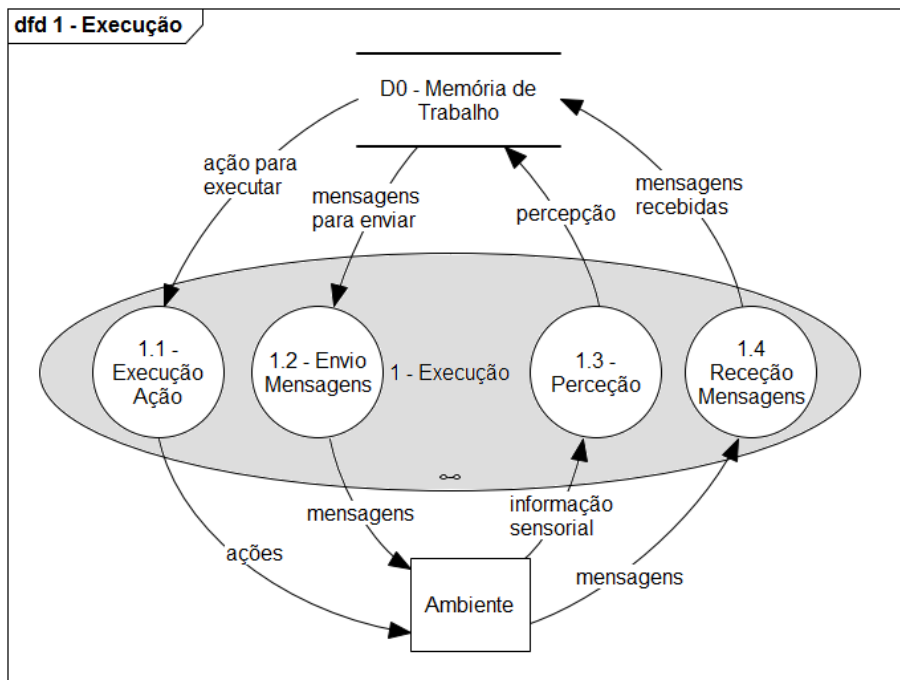 dfd 1 - Execução
D0 - Memória de
Trabalho
ação para
executar
mensagens
para enviar
percepção
mensagens
recebidas
1.1 -
Execução
Ação
1.2 - Envio
Mensagens
1 - Execução
1.3 -
Perceção
1.4
Receção
Mensagens
mensagens
informação
sensorial
ações
mensagens
Ambiente